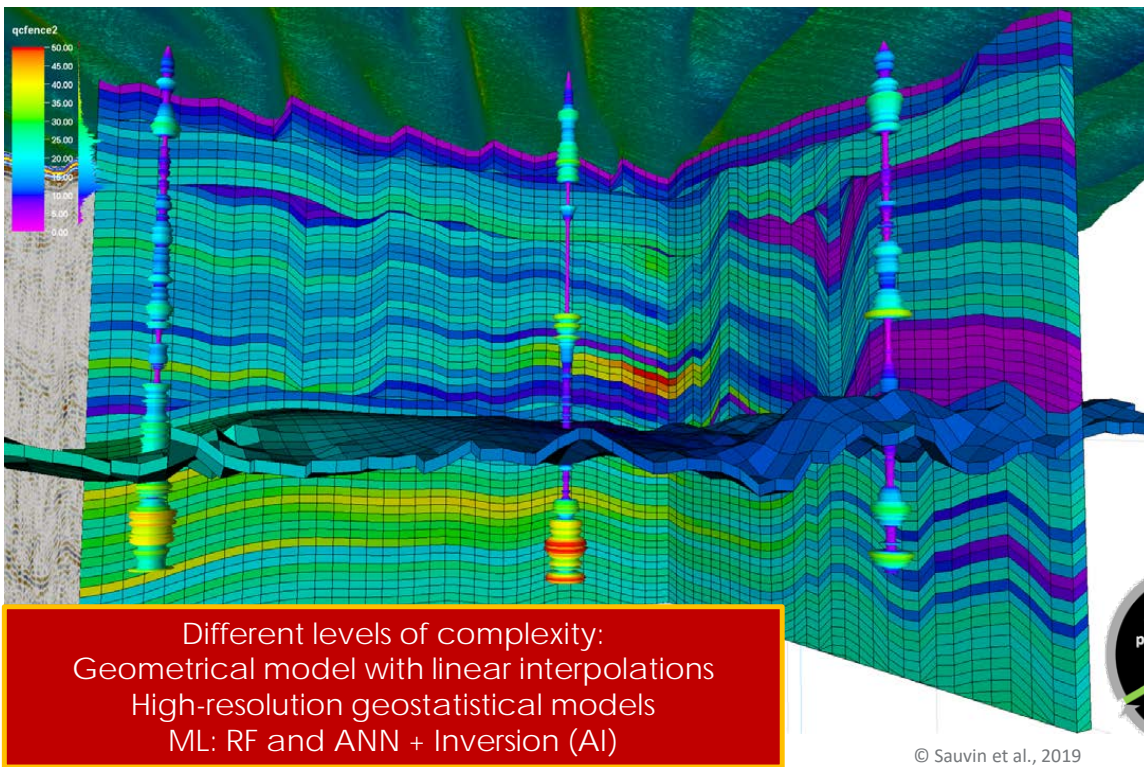 qcfence2
50.00
45.00
40.00
35.00
30.00
25.00
20.00
15.00
10.00
5.00
0.00
Different levels of complexity:
Geometrical model with linear interpolations
High-resolution geostatistical models
ML: RF and ANN + Inversion (AI)
p
© Sauvin et al., 2019